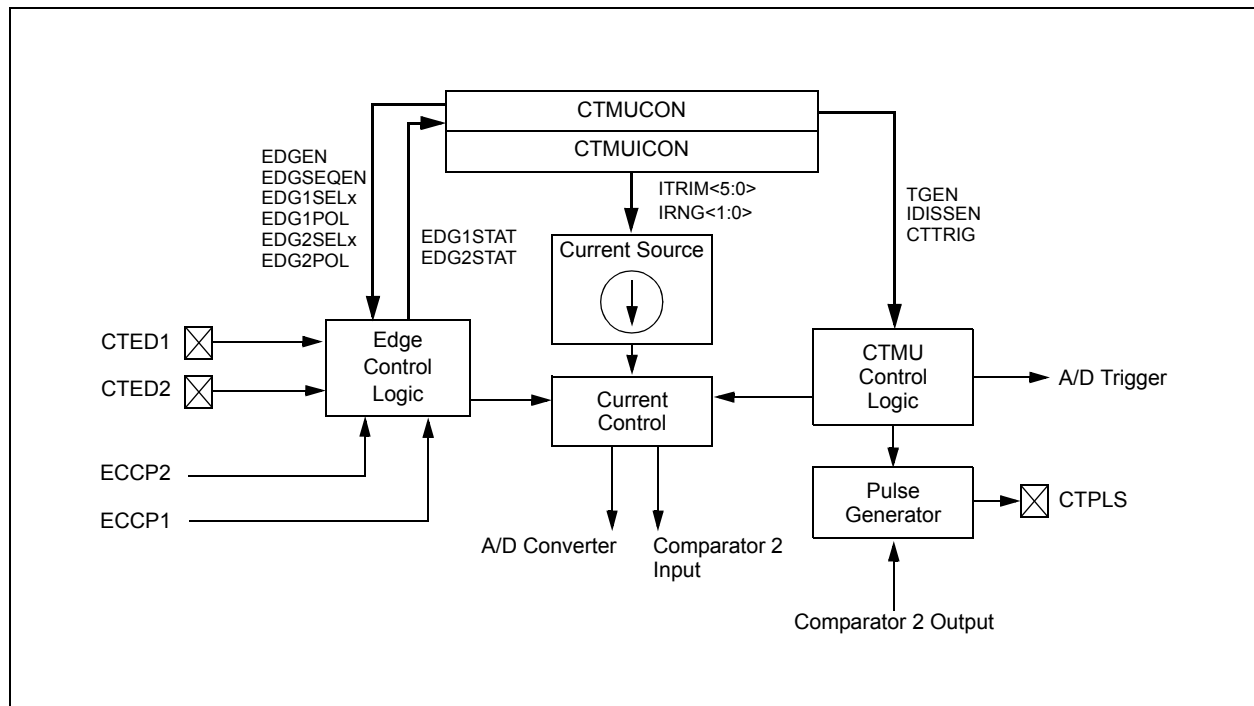 CTMUCON
CTMUICON
EDGEN
EDGSEQEN
EDG1SELx
EDG1POL
EDG2SELx
EDG2POL
EDG1STAT
EDG2STAT
ITRIM<5:0>
IRNG<1:0>
TGEN
IDISSEN
CTTRIG
Current Source
CTED1
CTED2
Edge
Control
Logic
Current
Control
CTMU
Control
Logic
A/D Trigger
ECCP2
ECCP1
Pulse
Generator
CTPLS
A/D Converter
Comparator 2
Input
Comparator 2 Output